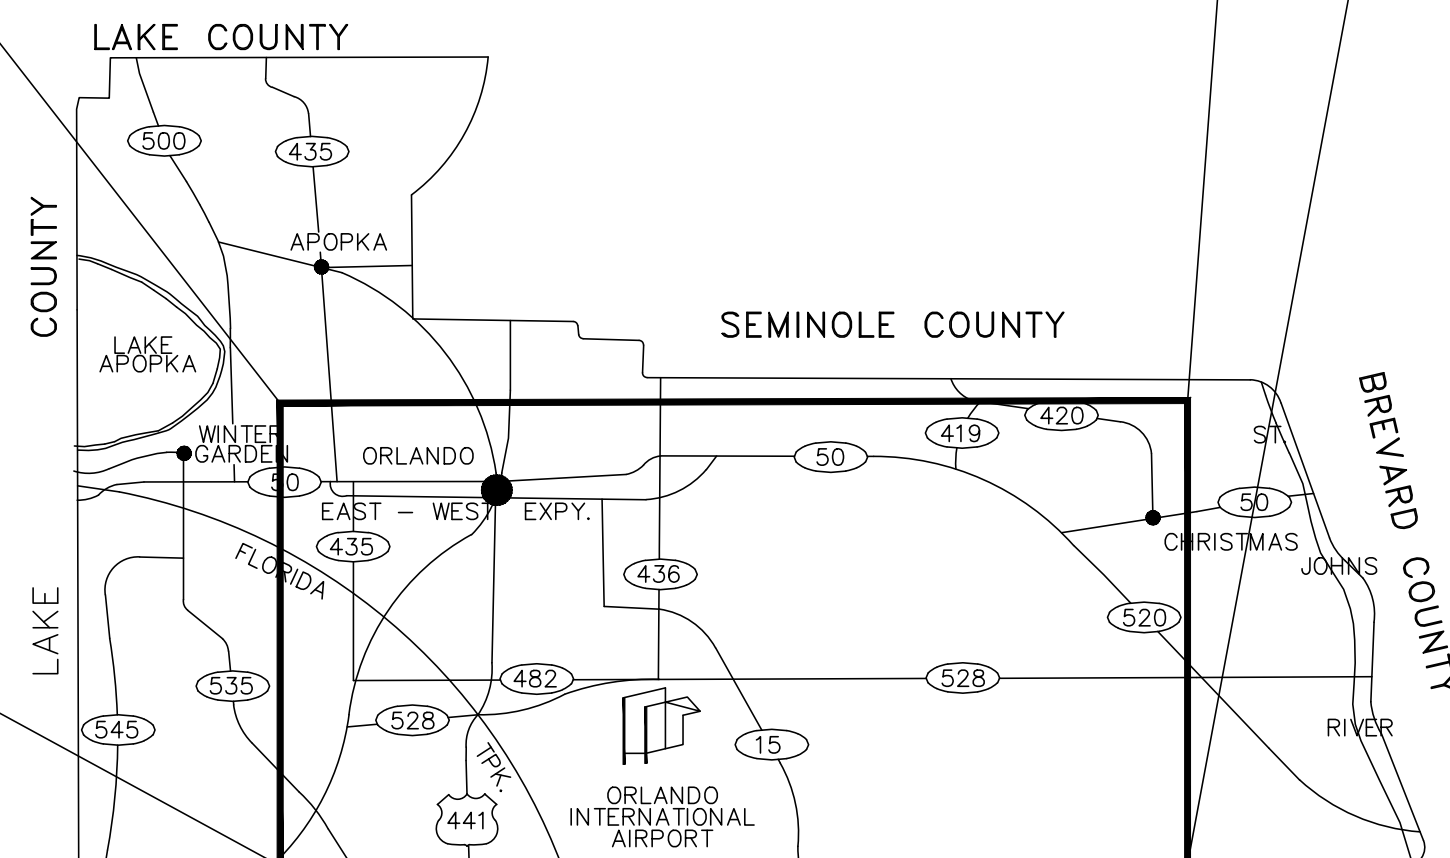 LAKE COUNTY
500
435
COUNTY
APOPKA
SEMINOLE COUNTY
LAKE
APOPKA
BREVARD COUNTY
420
419
WINTER
GARDEN
ORLANDO
50
ST.
50
50
EAST - WEST EXPY.
435
CHRISTMAS
FLORIDA
JOHNS
436
LAKE
520
482
528
535
528
545
RIVER
15
TPK.
ORLANDO
INTERNATIONAL
AIRPORT
441